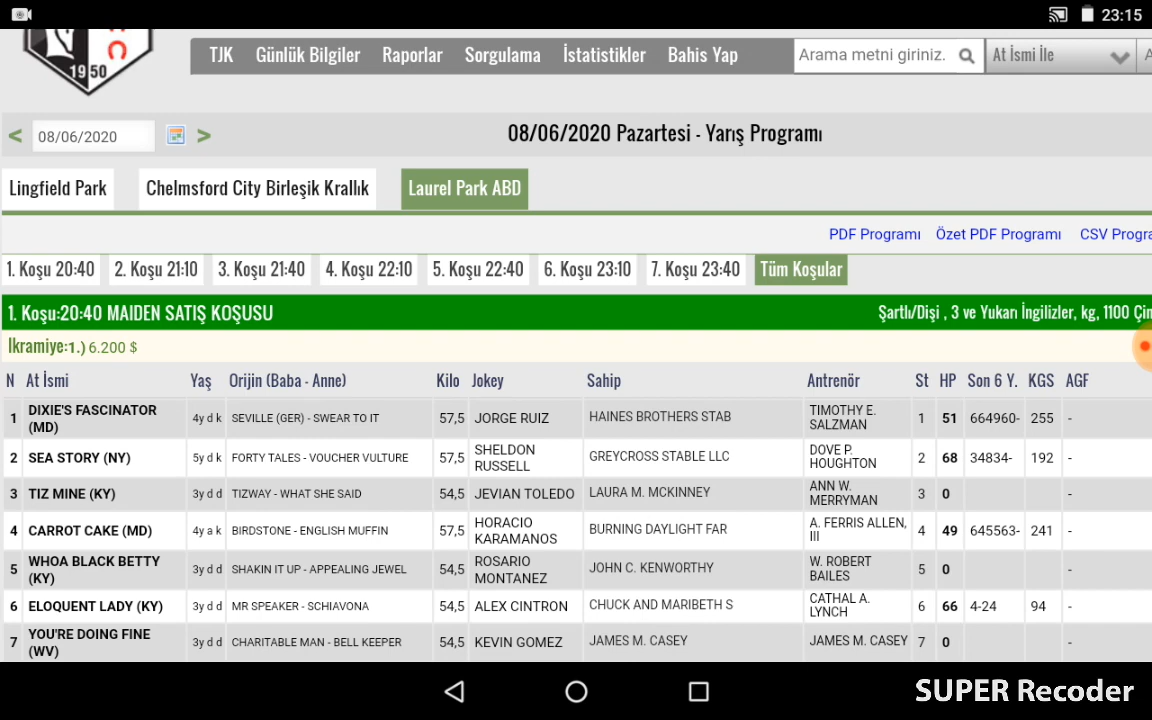 23:15
1950
TJK Günlük Bilgiler Raporlar Sorgulama İstatistikler Bahis Yap Arama metni giriniz. At İsmi İle A
< 08/06/2020 > 08/06/2020 Pazartesi - Yarış Programı
Lingfield Park Chelmsford City Birleşik Krallık Laurel Park ABD
PDF Programı Özet PDF Programı CSV Progra
1. Koşu 20:40 2. Koşu 21:10 3. Koşu 21:40 4. Koşu 22:10 5. Koşu 22:40 6. Koşu 23:10 7. Koşu 23:40 Tüm Koşular
1. Koşu:20:40 MAIDEN SATIŞ KOŞUSU Şartlı/Dişi , 3 ve Yukarı İngilizler, kg, 1100 Çim
Ikramiye:1.) 6.200 $
N At İsmi Yaş Orijin (Baba - Anne) Kilo Jokey Sahip Antrenör St HP Son 6 Y. KGS AGF
1 DIXIE'S FASCINATOR (MD) 4y d k SEVILLE (GER) - SWEAR TO IT 57,5 JORGE RUIZ HAINES BROTHERS STAB TIMOTHY E. SALZMAN 1 51 664960- 255 -
2 SEA STORY (NY) 5y d k FORTY TALES - VOUCHER VULTURE 57,5 SHELDON RUSSELL GREYCROSS STABLE LLC DOVE P. HOUGHTON 2 68 34834- 192 -
3 TIZ MINE (KY) 3y d d TIZWAY - WHAT SHE SAID 54,5 JEVIAN TOLEDO LAURA M. MCKINNEY ANN W. MERRYMAN 3 0 -
4 CARROT CAKE (MD) 4y a k BIRDSTONE - ENGLISH MUFFIN 57,5 HORACIO KARAMANOS BURNING DAYLIGHT FAR A. FERRIS ALLEN, III 4 49 645563- 241 -
5 WHOA BLACK BETTY (KY) 3y d d SHAKIN IT UP - APPEALING JEWEL 54,5 ROSARIO MONTANEZ JOHN C. KENWORTHY W. ROBERT BAILES 5 0 -
6 ELOQUENT LADY (KY) 3y d d MR SPEAKER - SCHIAVONA 54,5 ALEX CINTRON CHUCK AND MARIBETH S CATHAL A. LYNCH 6 66 4-24 94 -
7 YOU'RE DOING FINE (WV) 3y d d CHARITABLE MAN - BELL KEEPER 54,5 KEVIN GOMEZ JAMES M. CASEY JAMES M. CASEY 7 0 -
SUPER Recoder